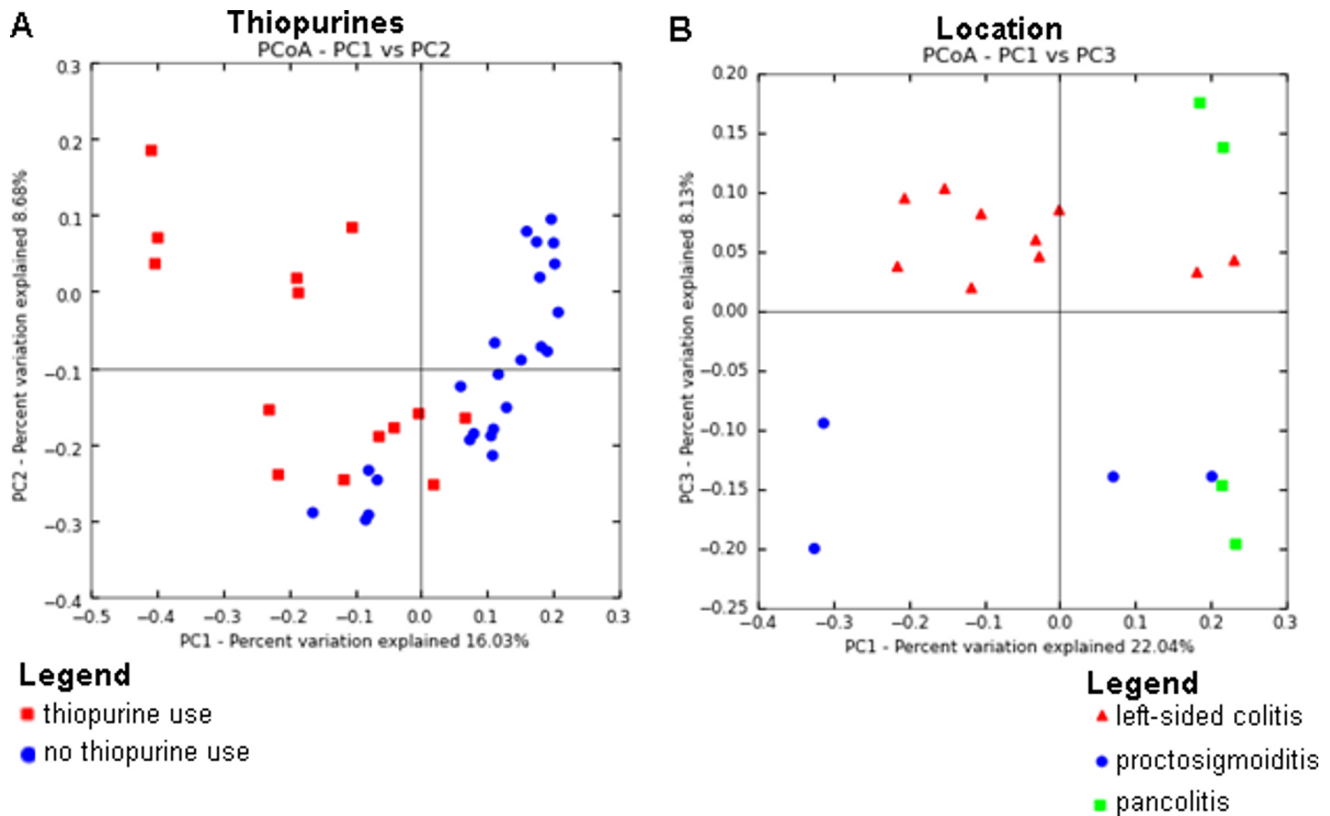 A
Thiopurines
PCoA - PC1 vs PC2
0.3
0.2
0.1
0.0
−0.1
−0.2
−0.3
−0.4
PC2 - Percent variation explained 8.68%
−0.5 −0.4 −0.3 −0.2 −0.1 0.0 0.1 0.2 0.3
PC1 - Percent variation explained 16.03%
Legend
thiopurine use
no thiopurine use
B
Location
PCoA - PC1 vs PC3
0.20
0.15
0.10
0.05
0.00
−0.05
−0.10
−0.15
−0.20
−0.25
PC3 - Percent variation explained 8.13%
−0.4 −0.3 −0.2 −0.1 0.0 0.1 0.2 0.3
PC1 - Percent variation explained 22.04%
Legend
left-sided colitis
proctosigmoiditis
pancolitis